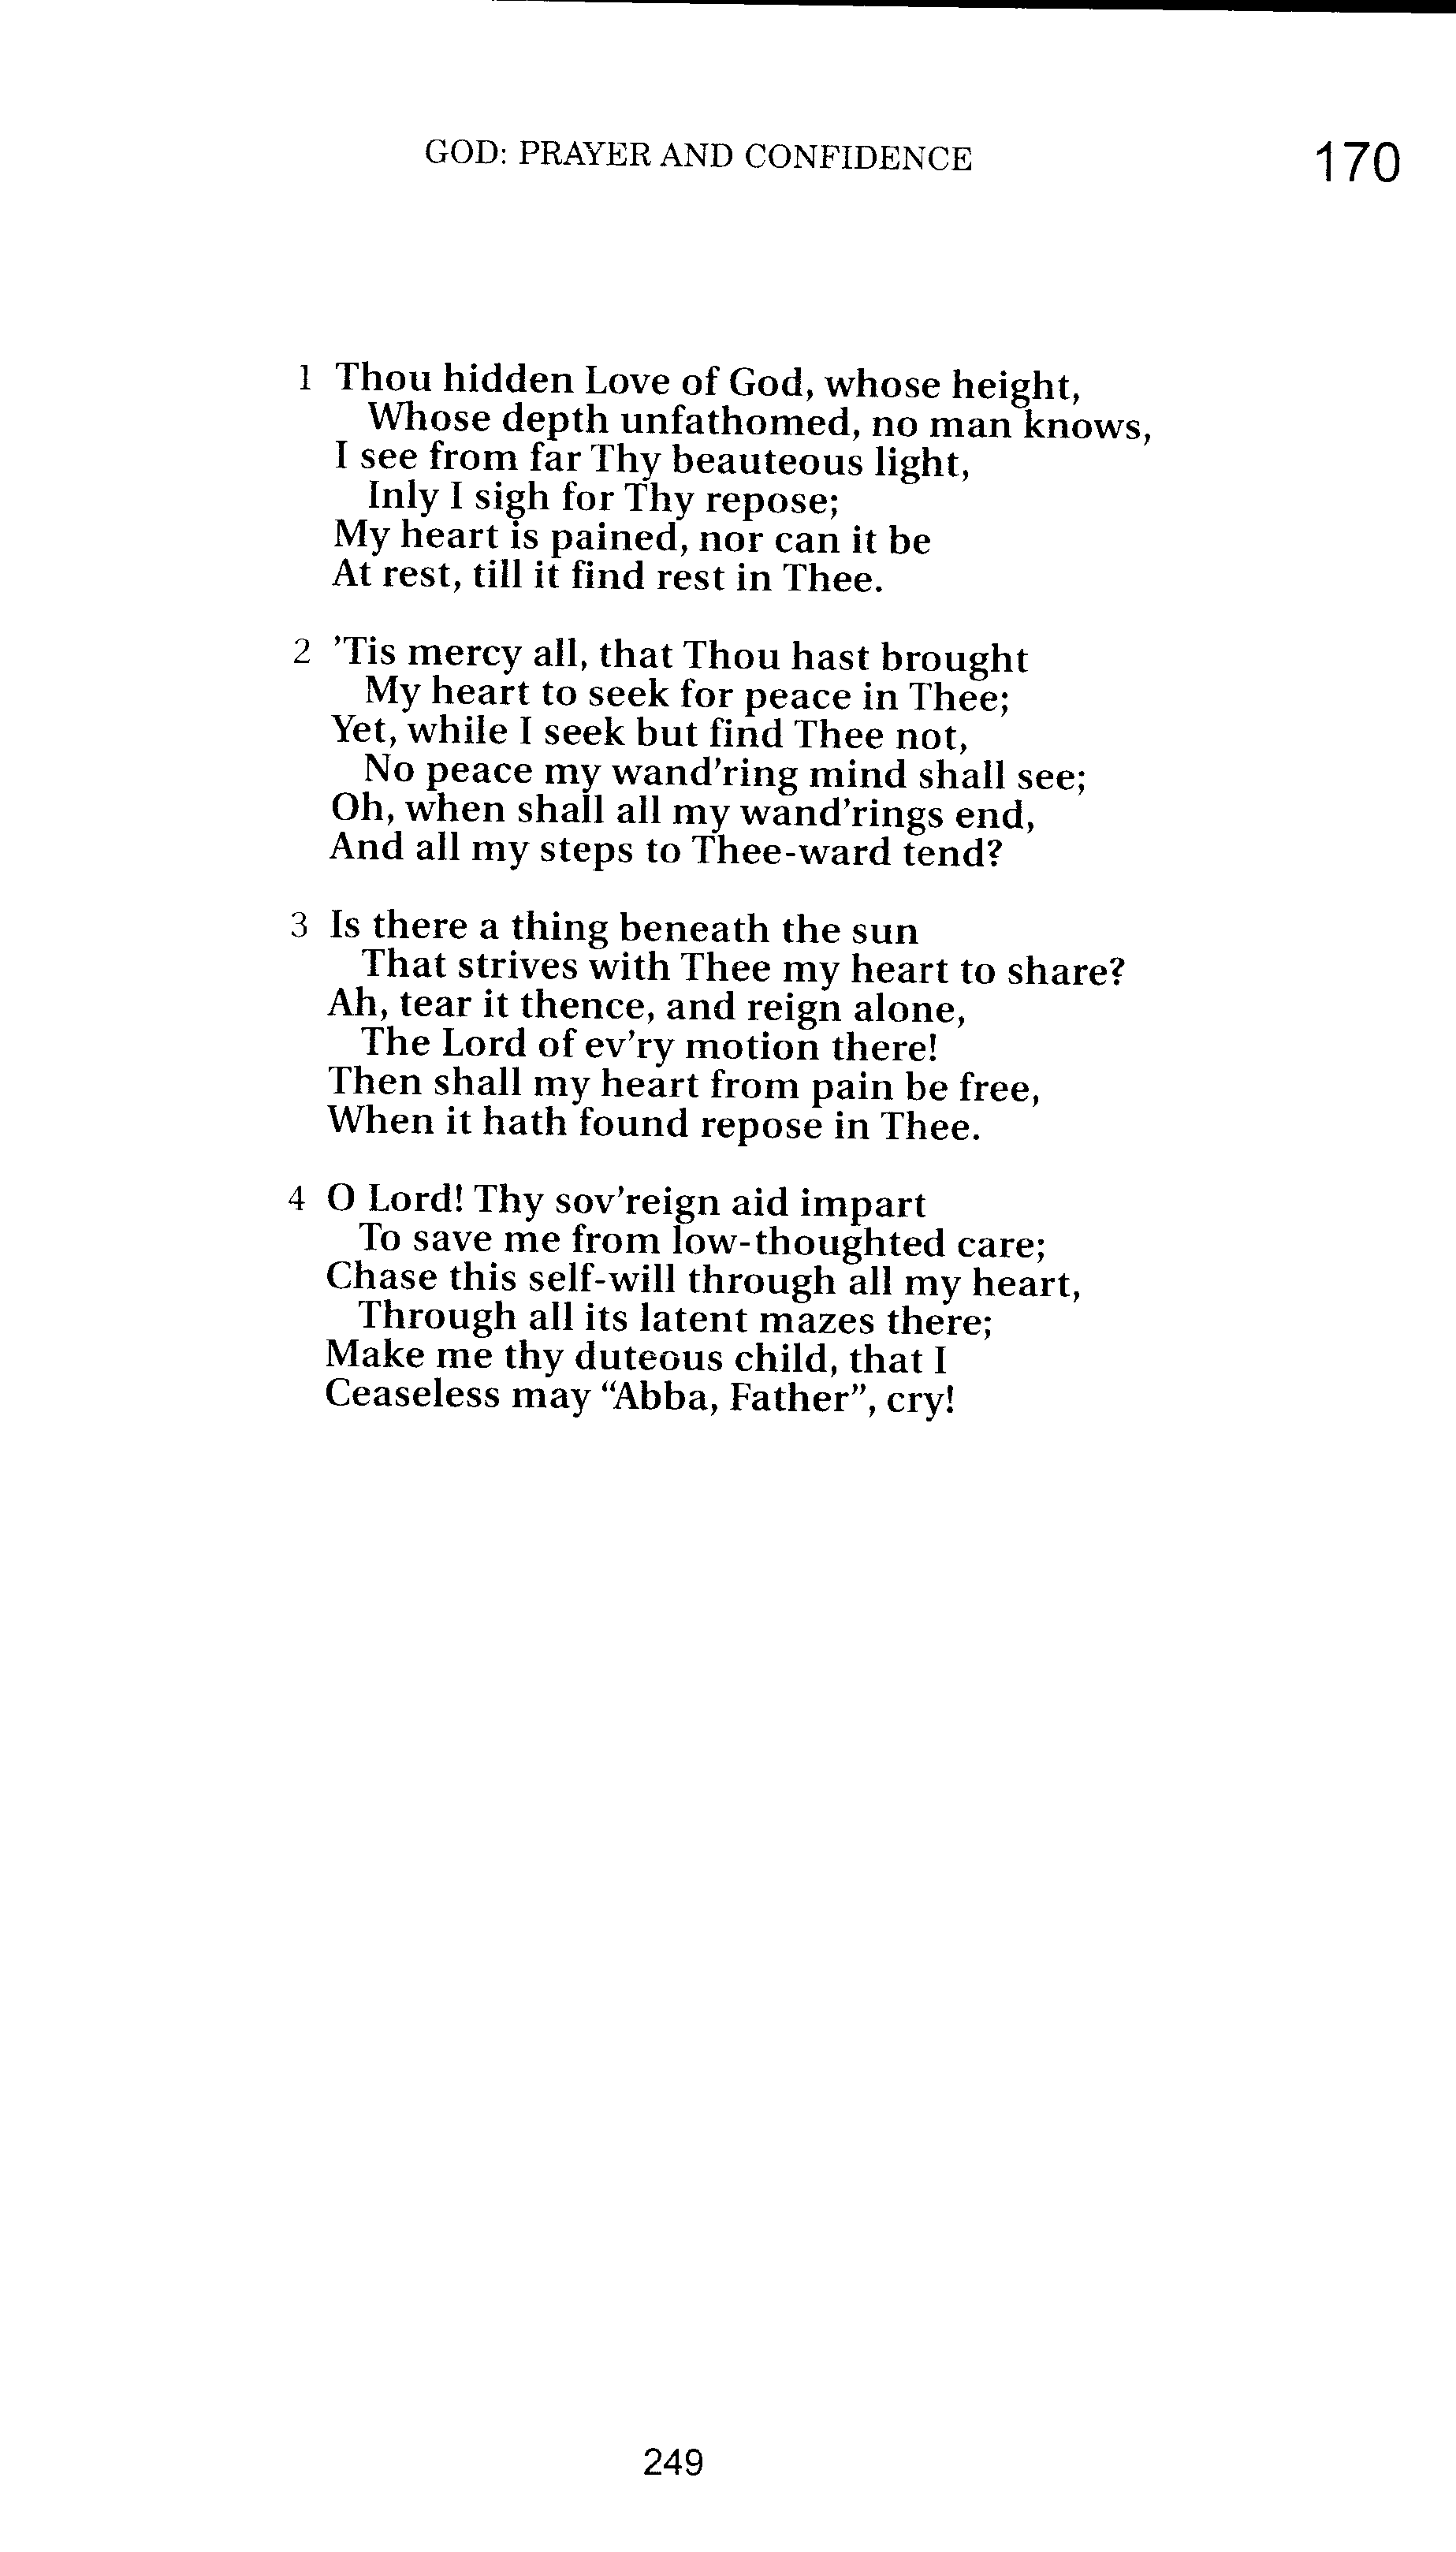 GOD: PRAYER AND CONFIDENCE 170
1 Thou hidden Love of God, whose height,
Whose depth unfathomed, no man knows,
I see from far Thy beauteous light,
Inly I sigh for Thy repose;
My heart is pained, nor can it be
At rest, till it find rest in Thee.
2 ’Tis mercy all, that Thou hast brought
My heart to seek for peace in Thee;
Yet, while I seek but find Thee not,
No peace my wand’ring mind shall see;
Oh, when shall all my wand’rings end,
And all my steps to Thee-ward tend?
3 Is there a thing beneath the sun
That strives with Thee my heart to share?
Ah, tear it thence, and reign alone,
The Lord of ev’ry motion there!
Then shall my heart from pain be free,
When it hath found repose in Thee.
4 O Lord! Thy sov’reign aid impart
To save me from low-thoughted care;
Chase this self-will through all my heart,
Through all its latent mazes there;
Make me thy duteous child, that I
Ceaseless may “Abba, Father”, cry!
249